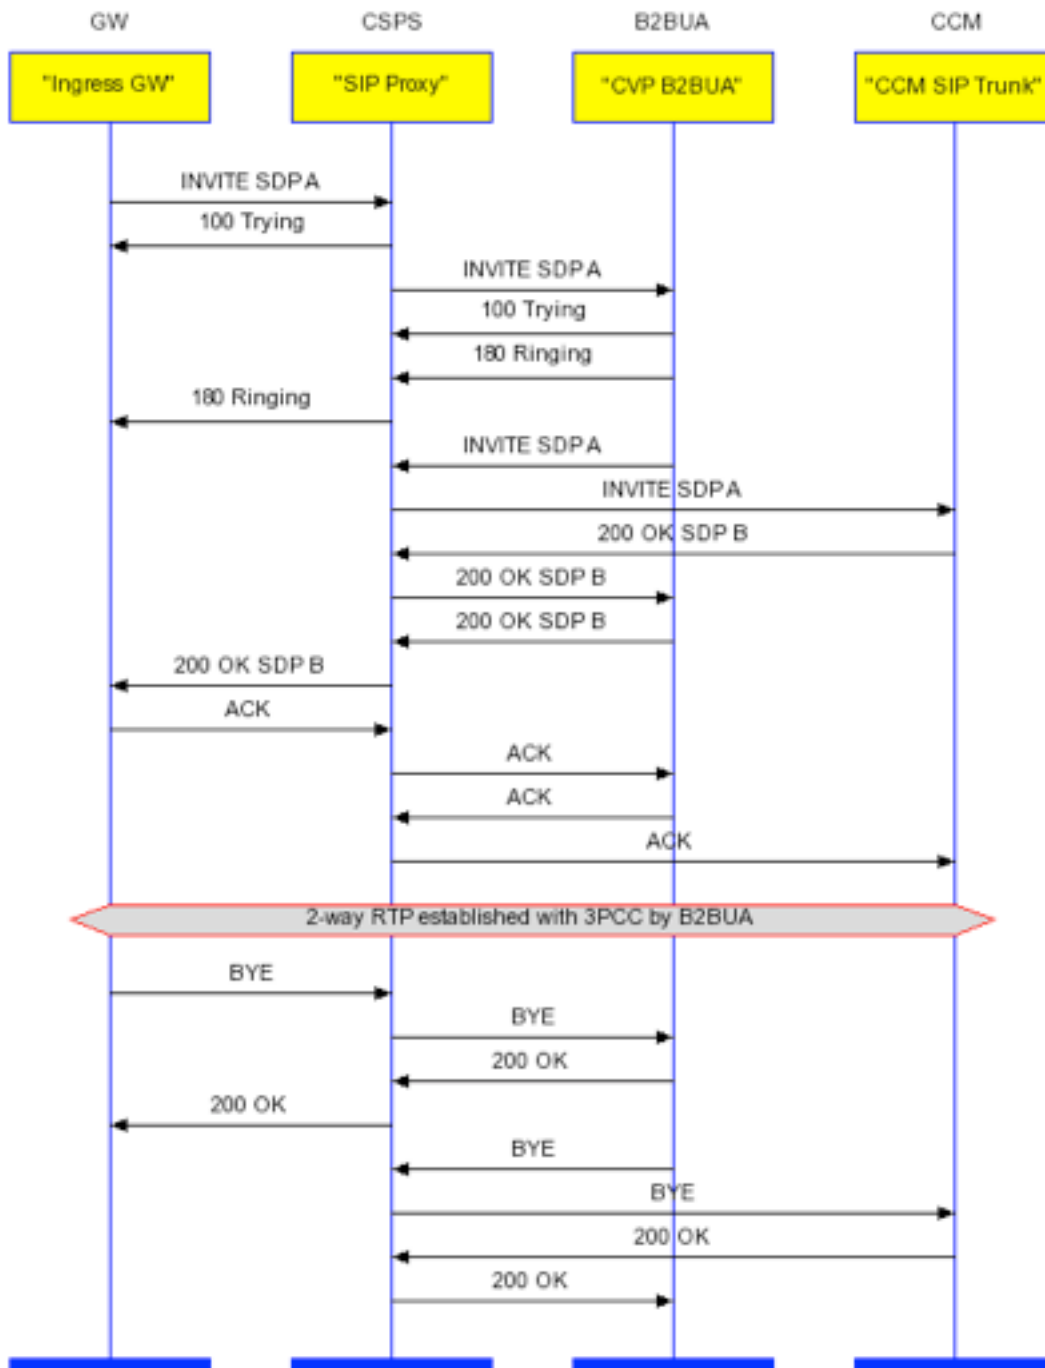 GW CSPS B2BUA CCM
"Ingress GW" "SIP Proxy" "CVP B2BUA" "CCM SIP Trunk"
INVITE SDP A
100 Trying
INVITE SDP A
100 Trying
180 Ringing
180 Ringing
INVITE SDP A
INVITE SDP A
200 OK SDP B
200 OK SDP B
200 OK SDP B
200 OK SDP B
ACK
ACK
ACK
ACK
2-way RTP established with 3PCC by B2BUA
BYE
BYE
200 OK
200 OK
BYE
BYE
200 OK
200 OK